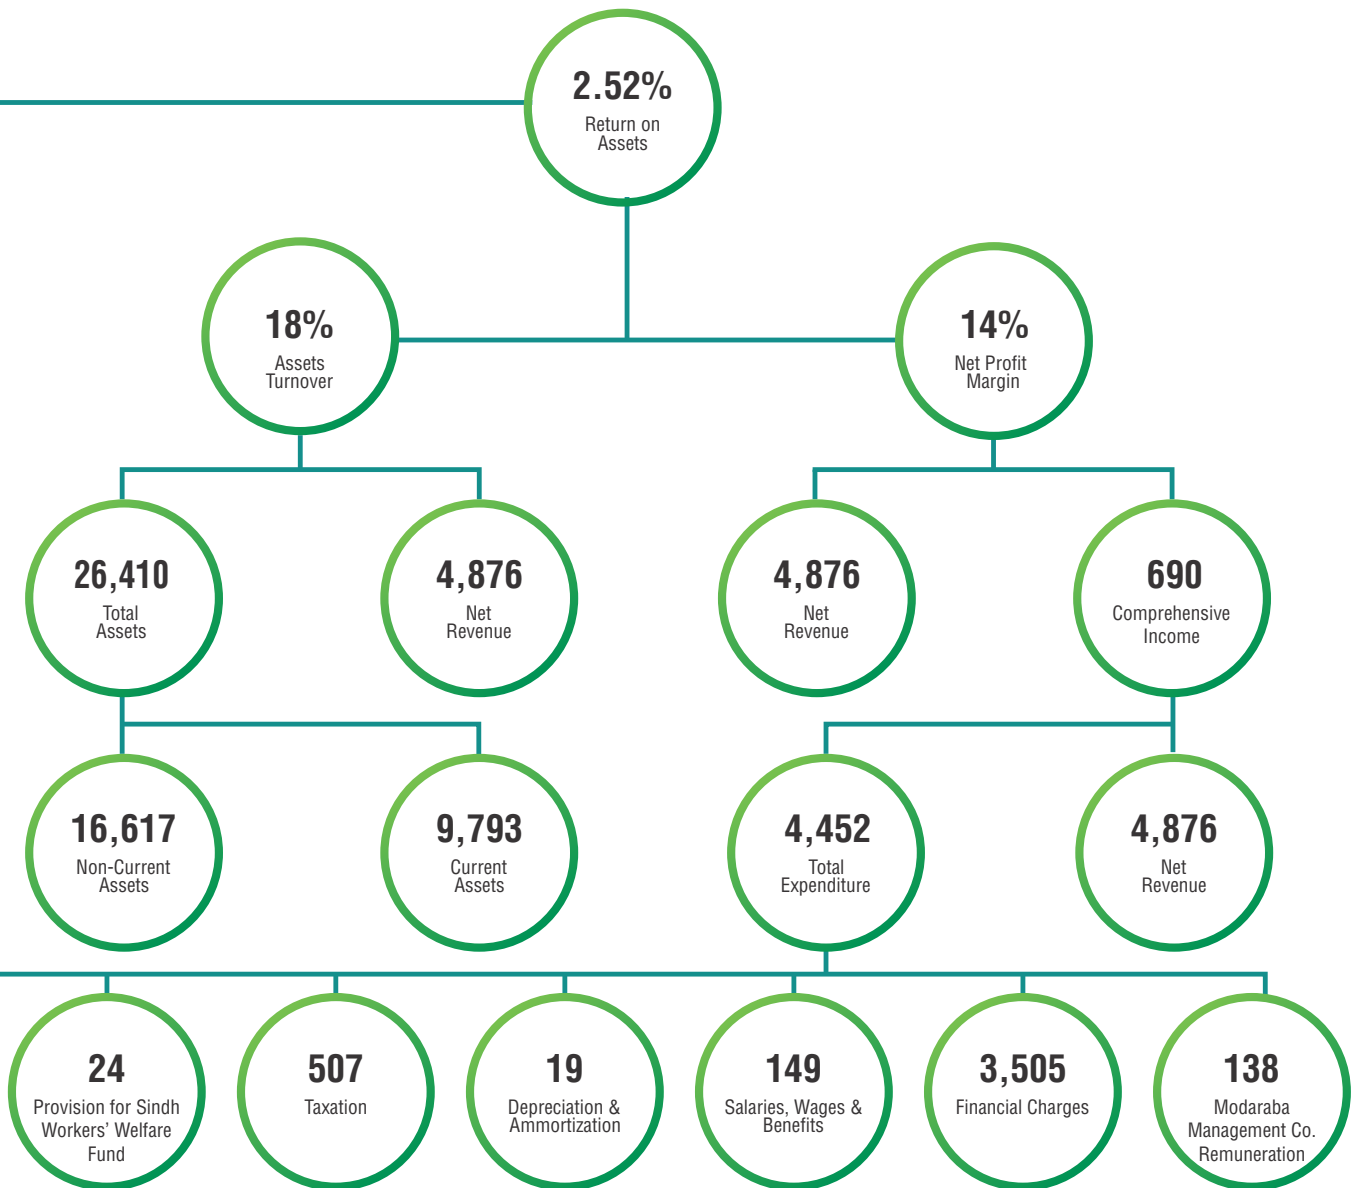 2.52%
Return on
Assets
18%
Assets
Turnover
14%
Net Profit
Margin
26,410
Total
Assets
4,876
Net
Revenue
4,876
Net
Revenue
690
Comprehensive
Income
16,617
Non-Current
Assets
9,793
Current
Assets
4,452
Total
Expenditure
4,876
Net
Revenue
24
Provision for Sindh
Workers’ Welfare
Fund
507
Taxation
19
Depreciation &
Ammortization
149
Salaries, Wages &
Benefits
3,505
Financial Charges
138
Modaraba
Management Co.
Remuneration